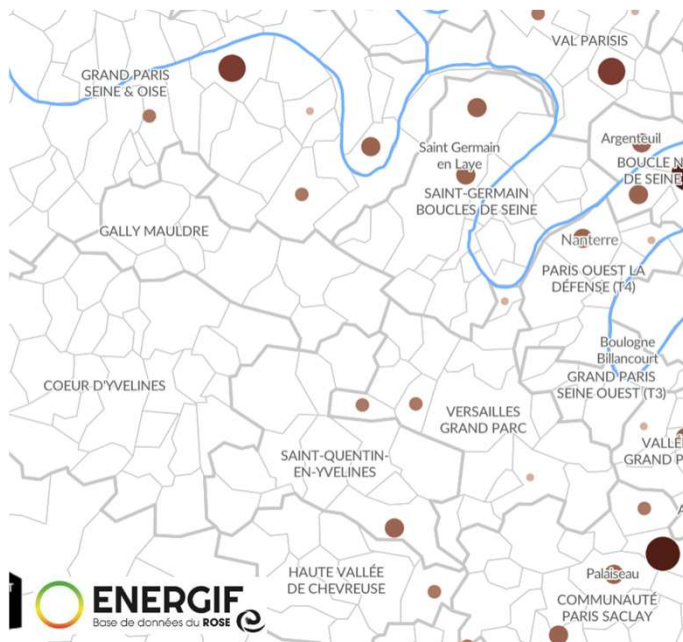 VAL PARISIS
GRAND PARIS
SEINE & OISE
Argenteuil
Saint Germain
en Laye
BOUCLE N
DE SEINE
SAINT-GERMAIN
BOUCLES DE SEINE
GALLY MAULDRE
Nanterre
PARIS OUEST LA
DÉFENSE (T4)
Boulogne
Billancourt
COEUR D'YVELINES
GRAND PARIS
SEINE OUEST (T3)
VERSAILLES
GRAND PARC
VALLÉE
GRAND P
SAINT-QUENTIN-
EN-YVELINES
A
HAUTE VALLÉE
DE CHEVREUSE
Palaiseau
COMMUNAUTÉ
PARIS SACLAY
T
ENERGIF
Base de données du ROSE